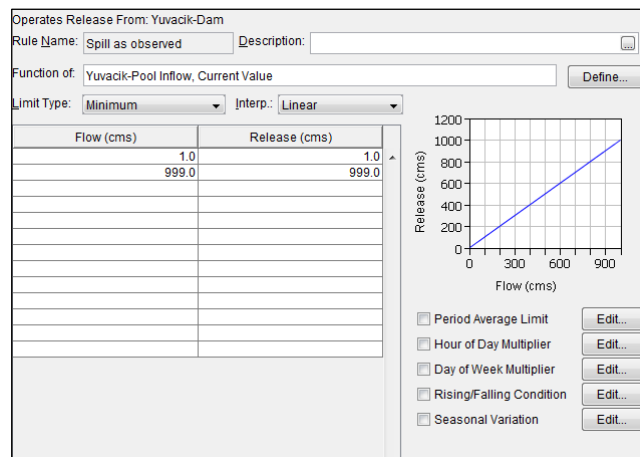 Operates Release From: Yuvacik-Dam
Rule Name: Spill as observed Description: ...
Function of: Yuvacik-Pool Inflow, Current Value Define...
Limit Type: Minimum Interp.: Linear
Flow (cms) Release (cms)
1.0 1.0
999.0 999.0
1200
1000
800
600
400
200
0
Release (cms)
0 300 600 900
Flow (cms)
Period Average Limit Edit...
Hour of Day Multiplier Edit...
Day of Week Multiplier Edit...
Rising/Falling Condition Edit...
Seasonal Variation Edit...